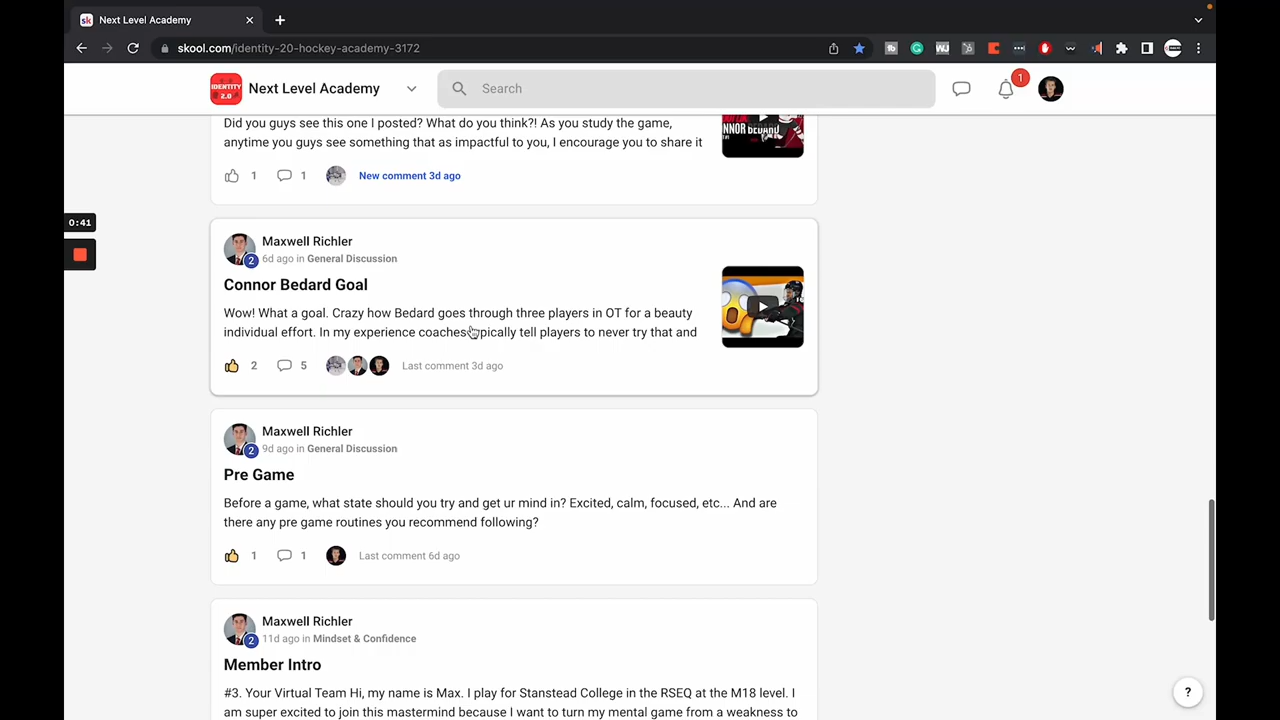 Next Level Academy
skool.com/identity-20-hockey-academy-3172
IDENTITY
2.0
Next Level Academy
Search
1
Did you guys see this one I posted? What do you think?! As you study the game,
anytime you guys see something that as impactful to you, I encourage you to share it
1
1
New comment 3d ago
0:41
Maxwell Richler
2
6d ago in General Discussion
Connor Bedard Goal
Wow! What a goal. Crazy how Bedard goes through three players in OT for a beauty
individual effort. In my experience coaches typically tell players to never try that and
2
5
Last comment 3d ago
Maxwell Richler
2
9d ago in General Discussion
Pre Game
Before a game, what state should you try and get ur mind in? Excited, calm, focused, etc... And are
there any pre game routines you recommend following?
1
1
Last comment 6d ago
Maxwell Richler
2
11d ago in Mindset & Confidence
Member Intro
#3. Your Virtual Team Hi, my name is Max. I play for Stanstead College in the RSEQ at the M18 level. I
am super excited to join this mastermind because I want to turn my mental game from a weakness to
?